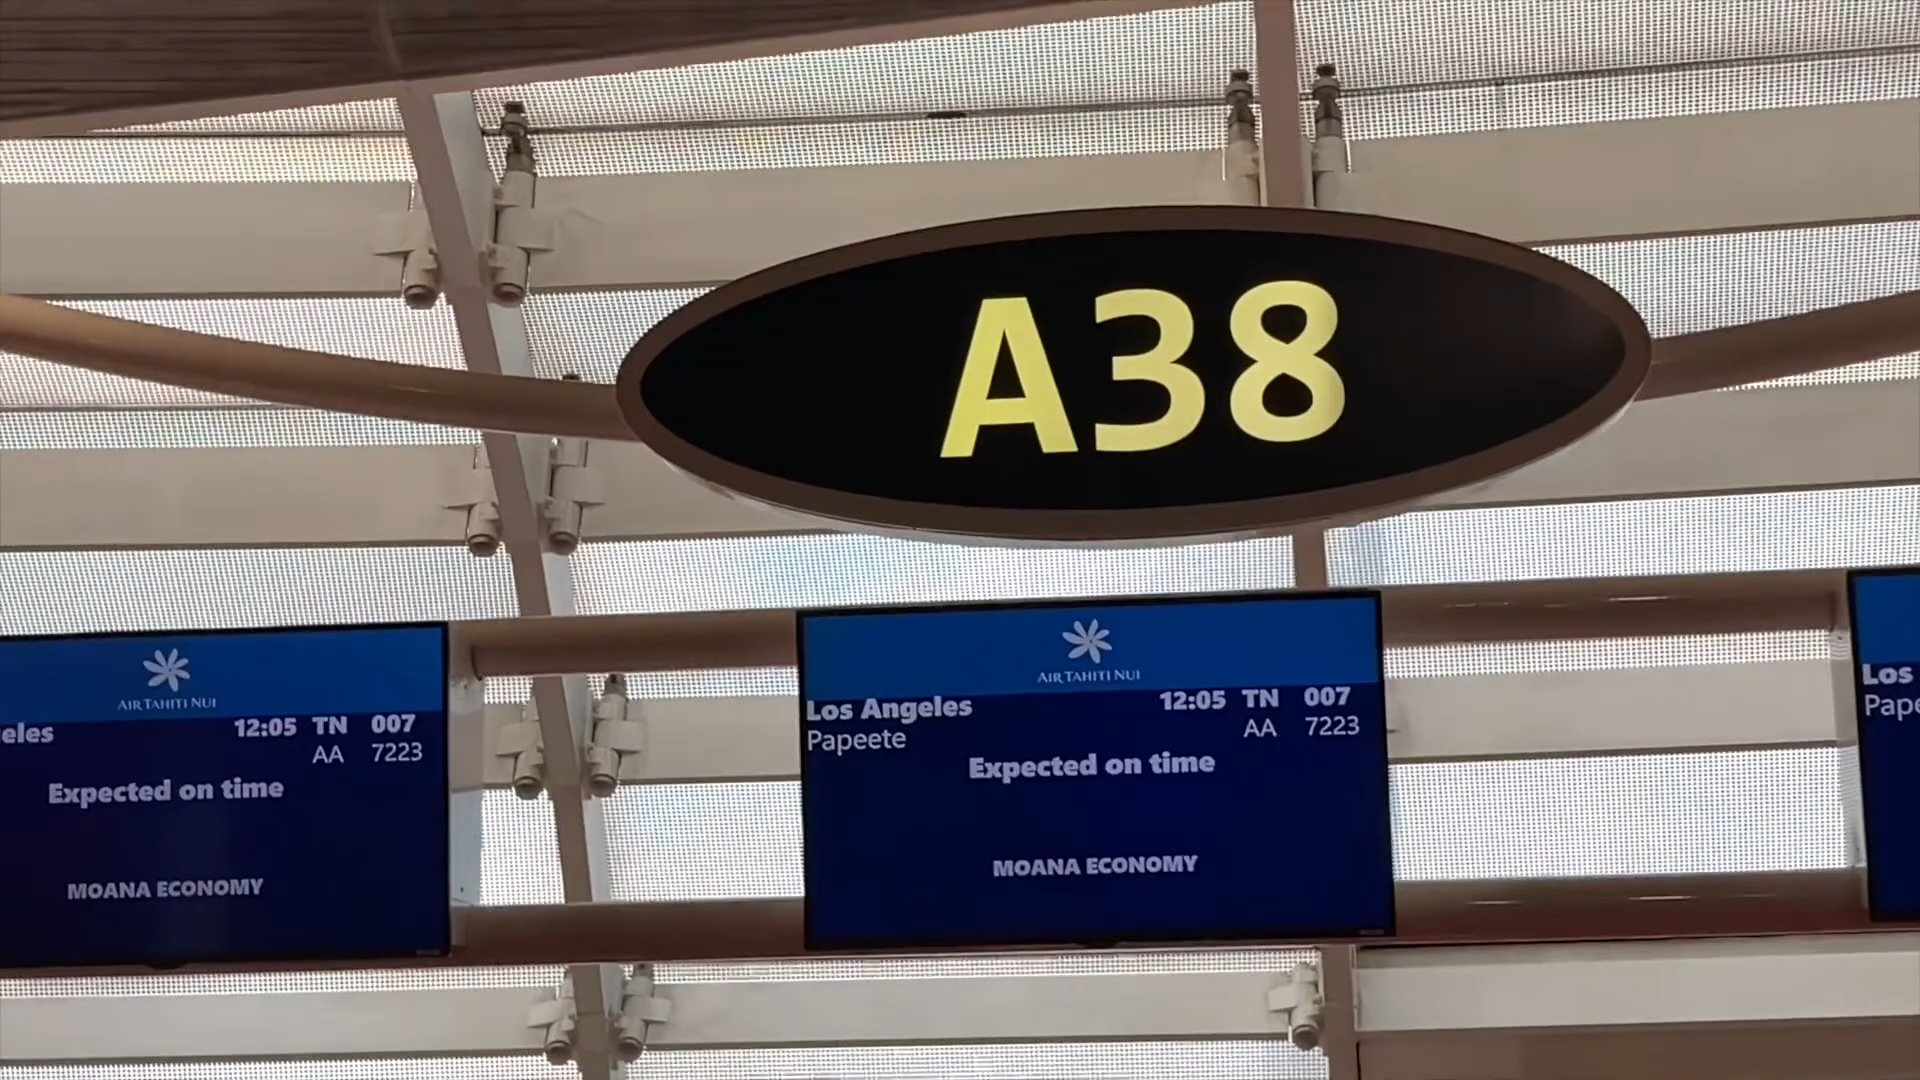 A38
AIR TAHITI NUI
eles 12:05 TN 007
AA 7223
Expected on time
MOANA ECONOMY
AIR TAHITI NUI
Los Angeles 12:05 TN 007
Papeete AA 7223
Expected on time
MOANA ECONOMY
Los
Pape